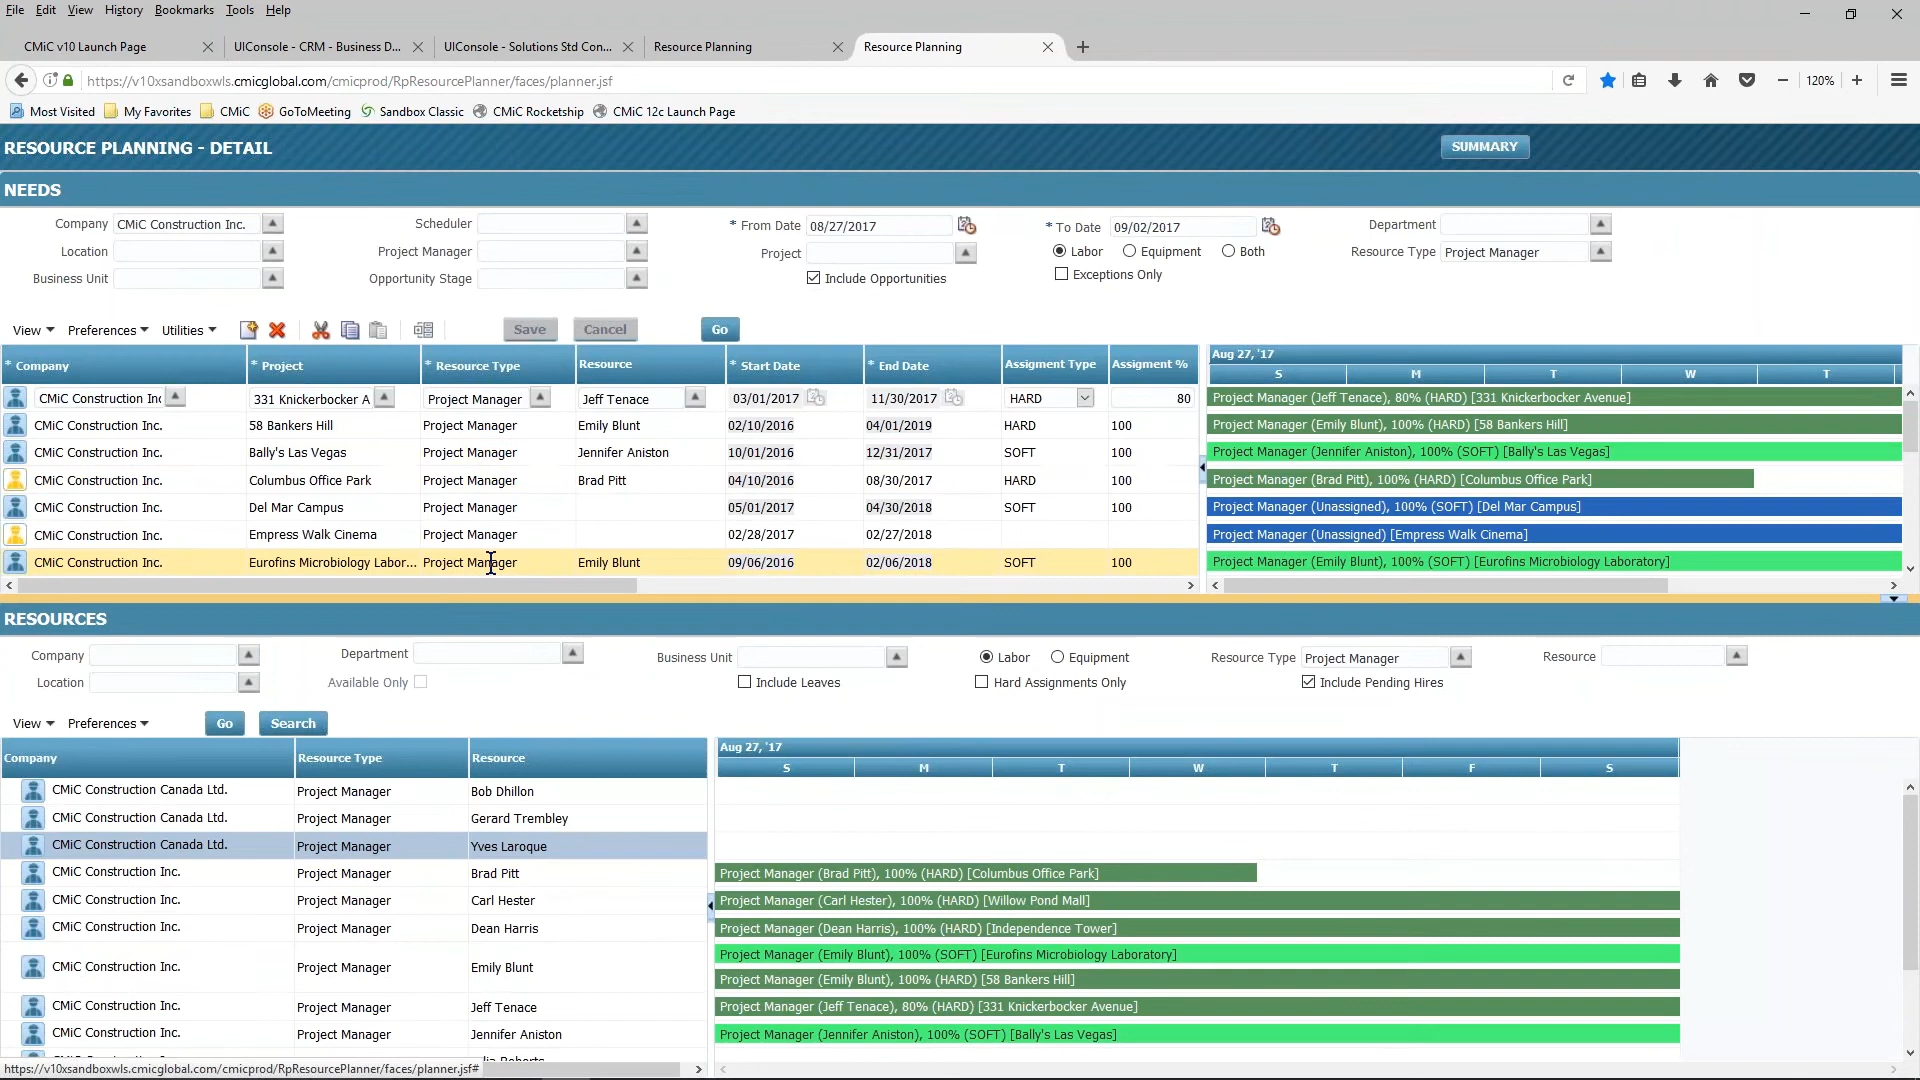 File Edit View History Bookmarks Tools Help
CMiC v10 Launch Page UIConsole - CRM - Business D... UIConsole - Solutions Std Con... Resource Planning Resource Planning
https://v10xsandboxwls.cmicglobal.com/cmicprod/RpResourcePlanner/faces/planner.jsf 120%
Most Visited My Favorites CMiC GoToMeeting Sandbox Classic CMiC Rocketship CMiC 12c Launch Page
RESOURCE PLANNING - DETAIL SUMMARY
NEEDS
Company CMiC Construction Inc. Scheduler * From Date 08/27/2017 * To Date 09/02/2017 Department
Location Project Manager Project Labor Equipment Both Resource Type Project Manager
Business Unit Opportunity Stage Include Opportunities Exceptions Only
View Preferences Utilities Save Cancel Go
* Company * Project * Resource Type Resource * Start Date * End Date Assigment Type Assigment % Aug 27, '17
S M T W T
CMiC Construction Inc 331 Knickerbocker A Project Manager Jeff Tenace 03/01/2017 11/30/2017 HARD 80 Project Manager (Jeff Tenace), 80% (HARD) [331 Knickerbocker Avenue]
CMiC Construction Inc. 58 Bankers Hill Project Manager Emily Blunt 02/10/2016 04/01/2019 HARD 100 Project Manager (Emily Blunt), 100% (HARD) [58 Bankers Hill]
CMiC Construction Inc. Bally's Las Vegas Project Manager Jennifer Aniston 10/01/2016 12/31/2017 SOFT 100 Project Manager (Jennifer Aniston), 100% (SOFT) [Bally's Las Vegas]
CMiC Construction Inc. Columbus Office Park Project Manager Brad Pitt 04/10/2016 08/30/2017 HARD 100 Project Manager (Brad Pitt), 100% (HARD) [Columbus Office Park]
CMiC Construction Inc. Del Mar Campus Project Manager 05/01/2017 04/30/2018 SOFT 100 Project Manager (Unassigned), 100% (SOFT) [Del Mar Campus]
CMiC Construction Inc. Empress Walk Cinema Project Manager 02/28/2017 02/27/2018 Project Manager (Unassigned) [Empress Walk Cinema]
CMiC Construction Inc. Eurofins Microbiology Labor... Project Manager Emily Blunt 09/06/2016 02/06/2018 SOFT 100 Project Manager (Emily Blunt), 100% (SOFT) [Eurofins Microbiology Laboratory]
RESOURCES
Company Department Business Unit Labor Equipment Resource Type Project Manager Resource
Location Available Only Include Leaves Hard Assignments Only Include Pending Hires
View Preferences Go Search
Company Resource Type Resource Aug 27, '17
S M T W T F S
CMiC Construction Canada Ltd. Project Manager Bob Dhillon
CMiC Construction Canada Ltd. Project Manager Gerard Trembley
CMiC Construction Canada Ltd. Project Manager Yves Laroque
CMiC Construction Inc. Project Manager Brad Pitt Project Manager (Brad Pitt), 100% (HARD) [Columbus Office Park]
CMiC Construction Inc. Project Manager Carl Hester Project Manager (Carl Hester), 100% (HARD) [Willow Pond Mall]
CMiC Construction Inc. Project Manager Dean Harris Project Manager (Dean Harris), 100% (HARD) [Independence Tower]
Project Manager (Emily Blunt), 100% (SOFT) [Eurofins Microbiology Laboratory]
CMiC Construction Inc. Project Manager Emily Blunt
Project Manager (Emily Blunt), 100% (HARD) [58 Bankers Hill]
CMiC Construction Inc. Project Manager Jeff Tenace Project Manager (Jeff Tenace), 80% (HARD) [331 Knickerbocker Avenue]
CMiC Construction Inc. Project Manager Jennifer Aniston Project Manager (Jennifer Aniston), 100% (SOFT) [Bally's Las Vegas]
https://v10xsandboxwls.cmicglobal.com/cmicprod/RpResourcePlanner/faces/planner.jsf#